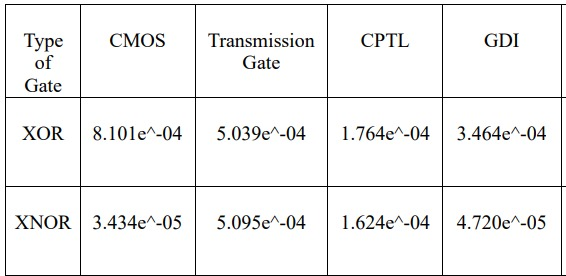 Type of Gate CMOS Transmission Gate CPTL GDI
XOR 8.101e^-04 5.039e^-04 1.764e^-04 3.464e^-04
XNOR 3.434e^-05 5.095e^-04 1.624e^-04 4.720e^-05